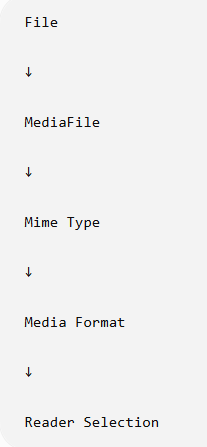 File
↓
MediaFile
↓
Mime Type
↓
Media Format
↓
Reader Selection